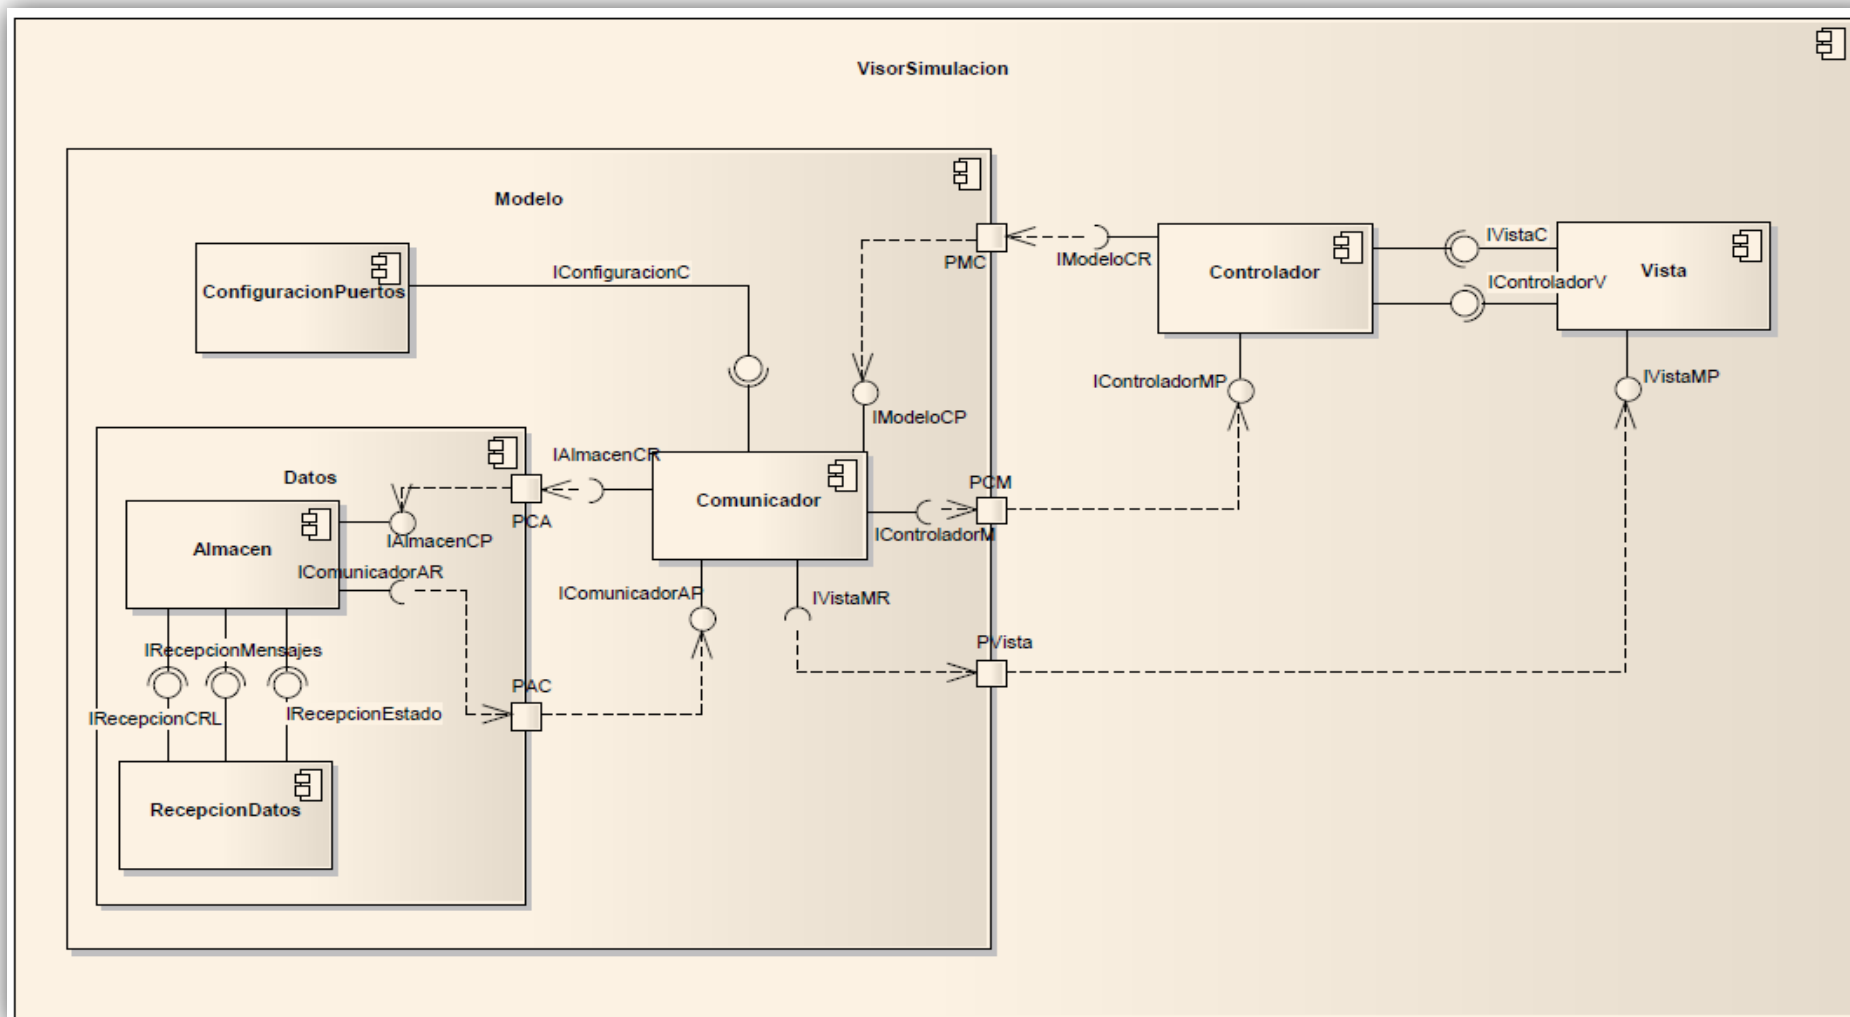 VisorSimulacion
Modelo
IVistaC
IModeloCR
PMC
Controlador
Vista
IConfiguracionC
IControladorV
ConfiguracionPuertos
IControladorMP
IVistaMP
IModeloCP
IAlmacenCR
Datos
PCM
Comunicador
PCA
IControladorM
IAlmacenCP
Almacen
IComunicadorAR
IComunicadorAP
IVistaMR
IRecepcionMensajes
PVista
PAC
IRecepcionCRL
IRecepcionEstado
RecepcionDatos